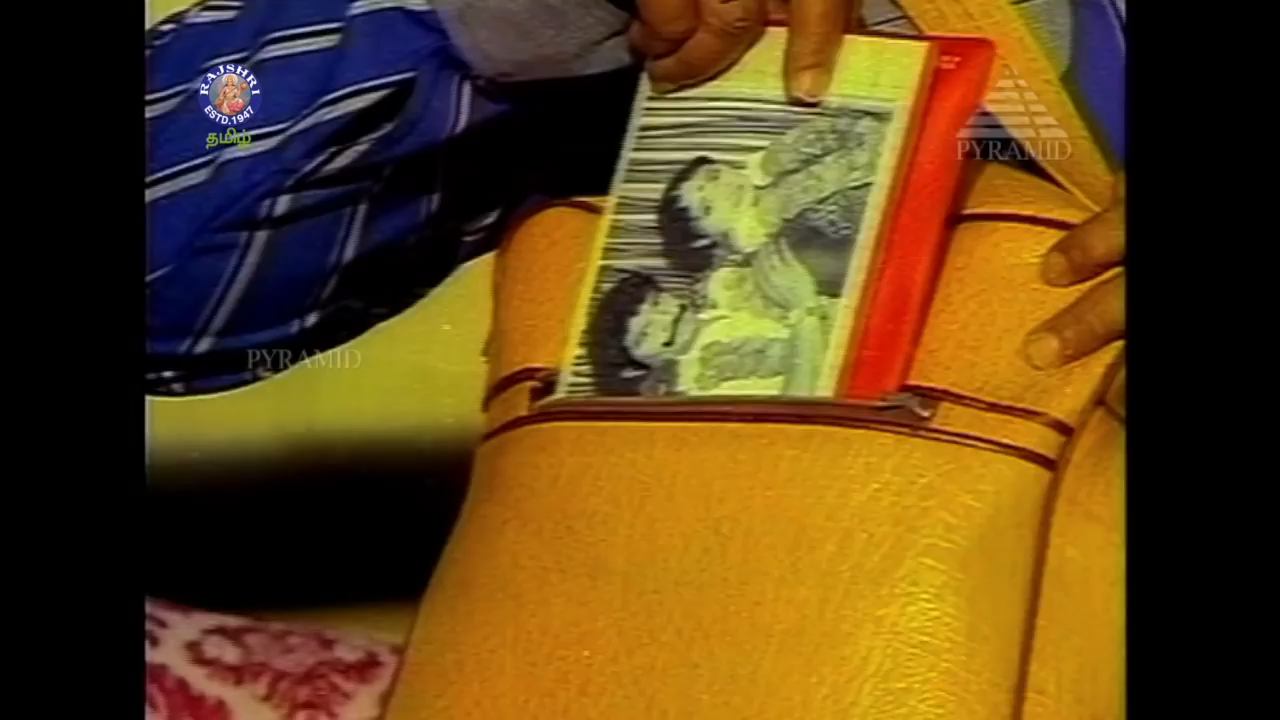 RAJSHRI
ESTD.1947
தமிழ்
PYRAMID
PYRAMID